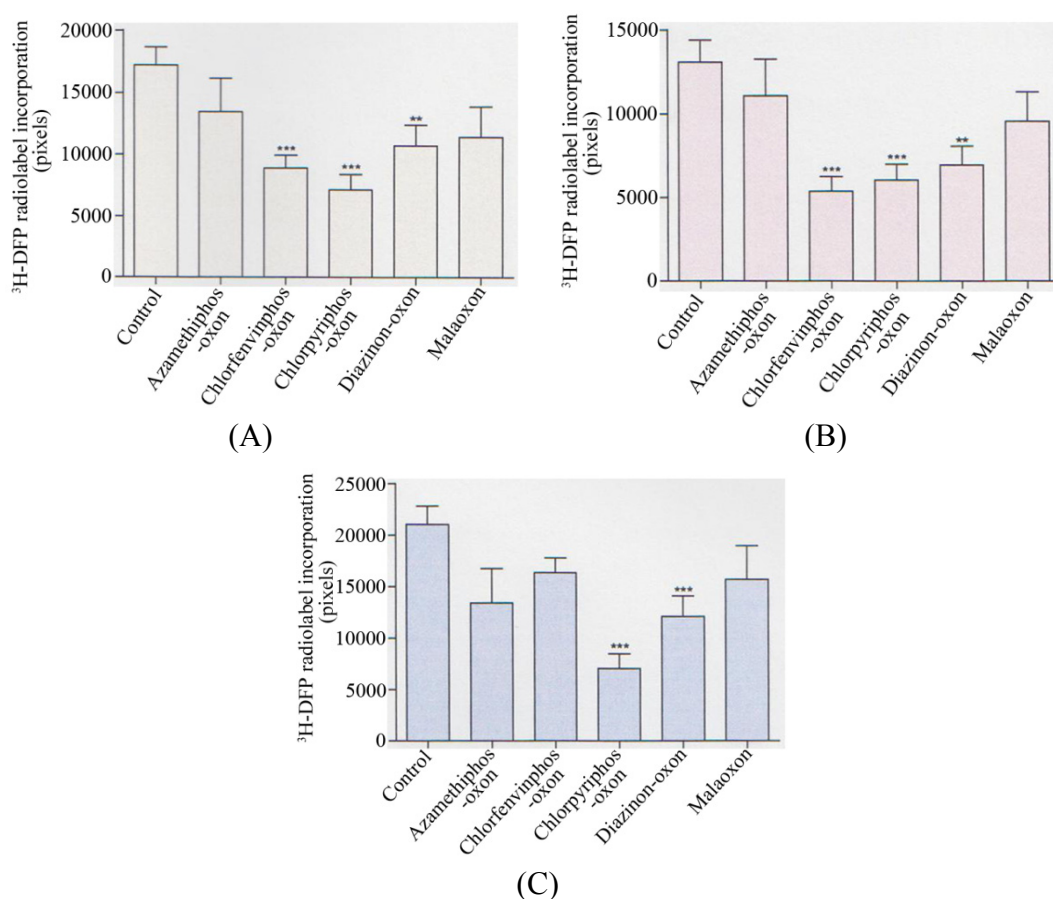 20000
15000
10000
5000
0
³H-DFP radiolabel incorporation
(pixels)
***
***
**
Control
Azamethiphos
-oxon
Chlorfenvinphos
-oxon
Chlorpyriphos
-oxon
Diazinon-oxon
Malaoxon
(A)
15000
10000
5000
0
³H-DFP radiolabel incorporation
(pixels)
***
***
**
Control
Azamethiphos
-oxon
Chlorfenvinphos
-oxon
Chlorpyriphos
-oxon
Diazinon-oxon
Malaoxon
(B)
25000
20000
15000
10000
5000
0
³H-DFP radiolabel incorporation
(pixels)
***
***
Control
Azamethiphos
-oxon
Chlorfenvinphos
-oxon
Chlorpyriphos
-oxon
Diazinon-oxon
Malaoxon
(C)